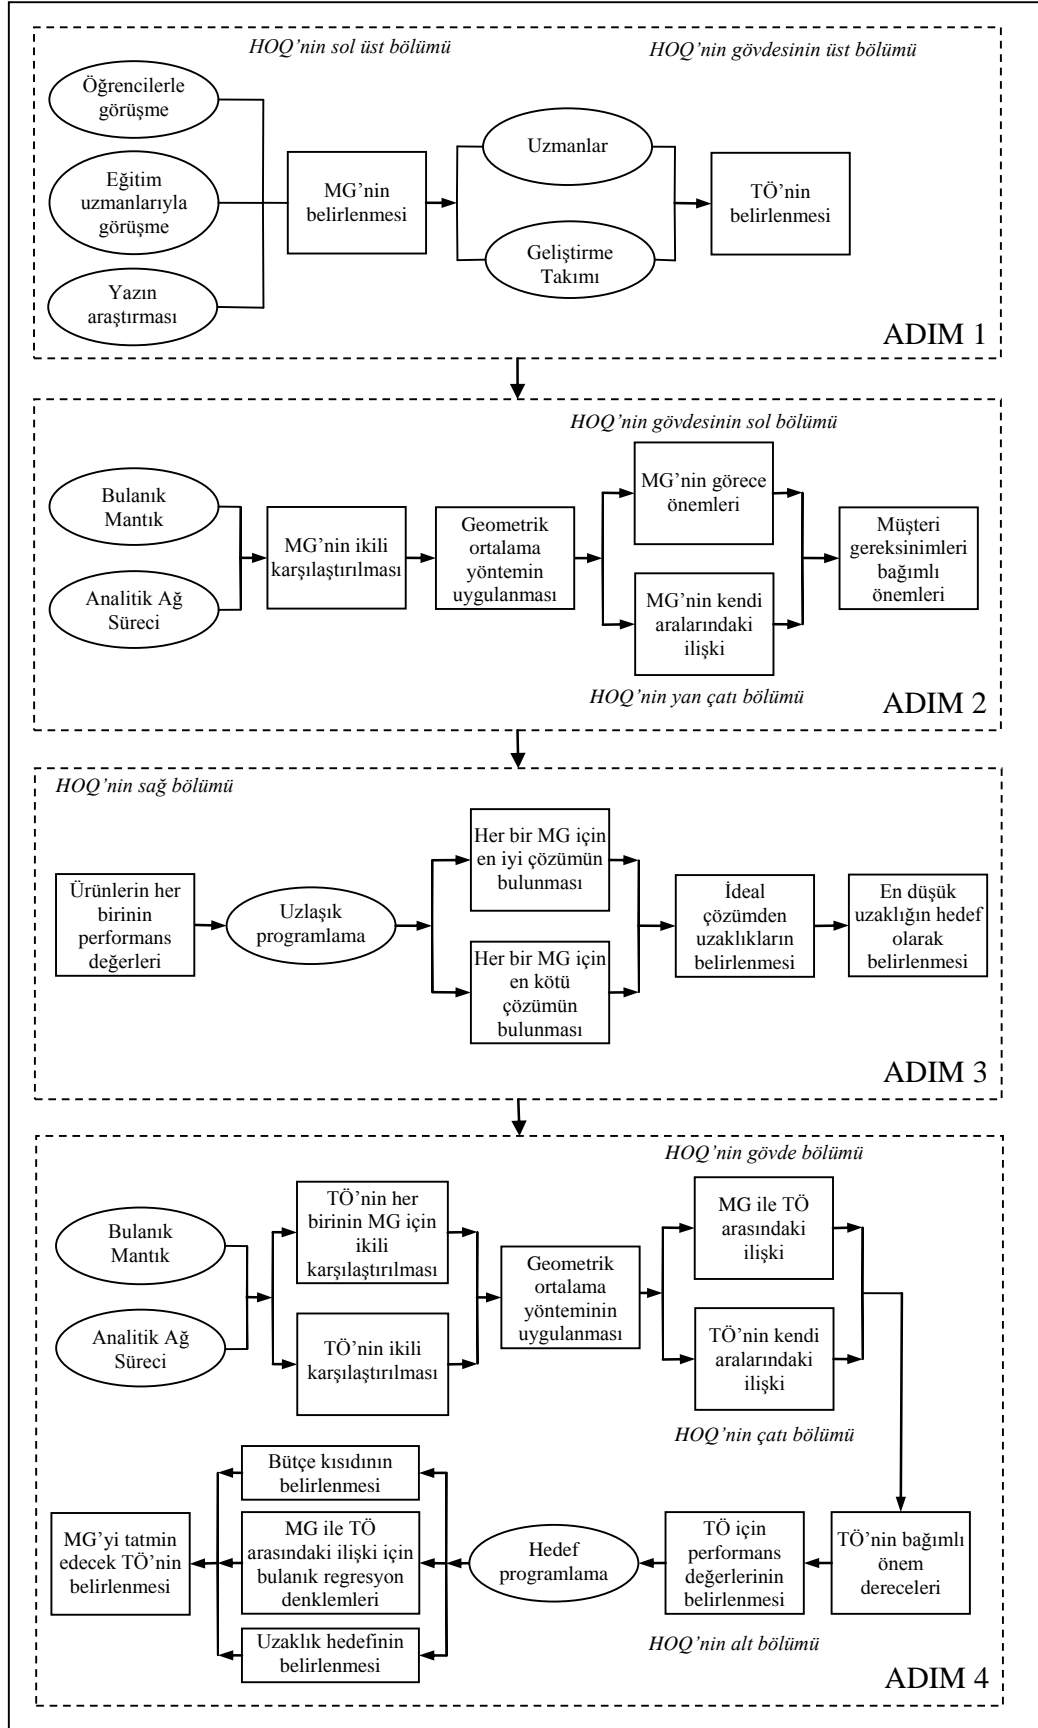 HOQ’nin sol üst bölümü
HOQ’nin gövdesinin üst bölümü
Öğrencilerle
görüşme
Eğitim
uzmanlarıyla
görüşme
Yazın
araştırması
MG’nin
belirlenmesi
Uzmanlar
Geliştirme
Takımı
TÖ’nin
belirlenmesi
ADIM 1
HOQ’nin gövdesinin sol bölümü
Bulanık
Mantık
Analitik Ağ
Süreci
MG’nin ikili
karşılaştırılması
Geometrik
ortalama
yöntemin
uygulanması
MG’nin görece
önemleri
MG’nin kendi
aralarındaki
ilişki
Müşteri
gereksinimleri
bağımlı
önemleri
HOQ’nin yan çatı bölümü
ADIM 2
HOQ’nin sağ bölümü
Ürünlerin her
birinin
performans
değerleri
Uzlaşık
programlama
Her bir MG için
en iyi çözümün
bulunması
Her bir MG için
en kötü
çözümün
bulunması
İdeal
çözümden
uzaklıkların
belirlenmesi
En düşük
uzaklığın hedef
olarak
belirlenmesi
ADIM 3
HOQ’nin gövde bölümü
Bulanık
Mantık
Analitik Ağ
Süreci
TÖ’nin her
birinin MG için
ikili
karşılaştırılması
TÖ’nin ikili
karşılaştırılması
Geometrik
ortalama
yönteminin
uygulanması
MG ile TÖ
arasındaki
ilişki
TÖ’nin kendi
aralarındaki
ilişki
HOQ’nin çatı bölümü
TÖ’nin bağımlı
önem
dereceleri
TÖ için
performans
değerlerinin
belirlenmesi
Hedef
programlama
Bütçe kısıdının
belirlenmesi
MG ile TÖ
arasındaki ilişki için
bulanık regresyon
denklemleri
Uzaklık hedefinin
belirlenmesi
MG’yi tatmin
edecek TÖ’nin
belirlenmesi
HOQ’nin alt bölümü
ADIM 4